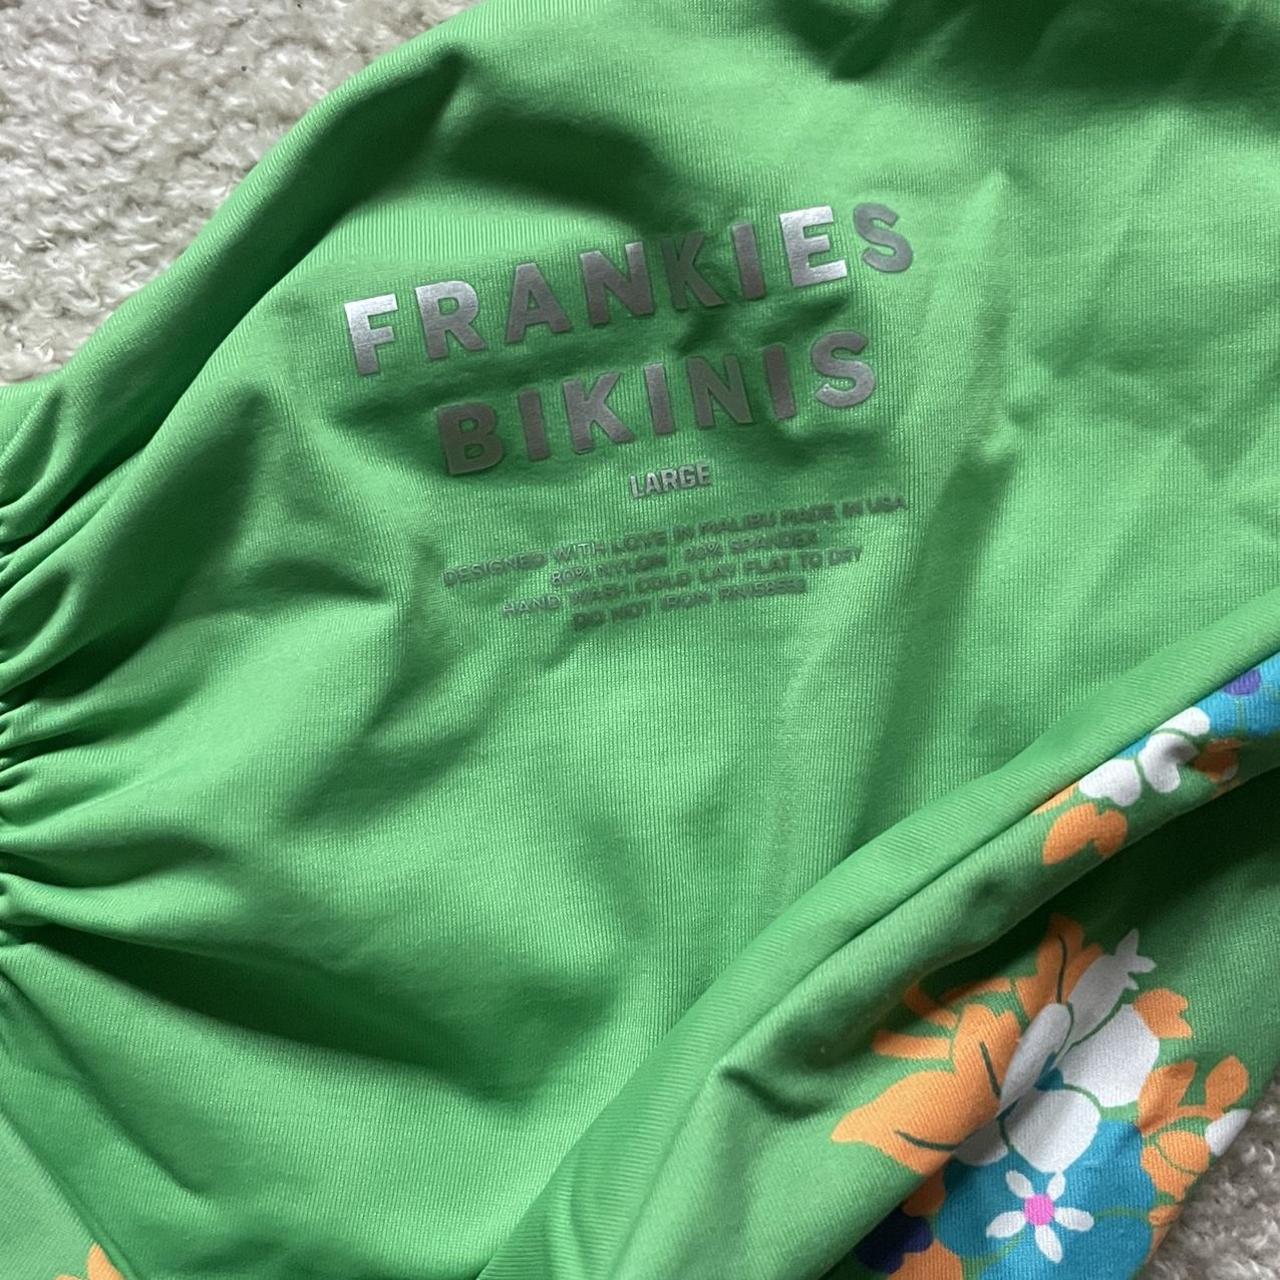 FRANKIES
BIKINIS
LARGE
DESIGNED WITH LOVE IN MALIBU MADE IN USA
80% NYLON 20% SPANDEX
HAND WASH COLD LAY FLAT TO DRY
DO NOT IRON